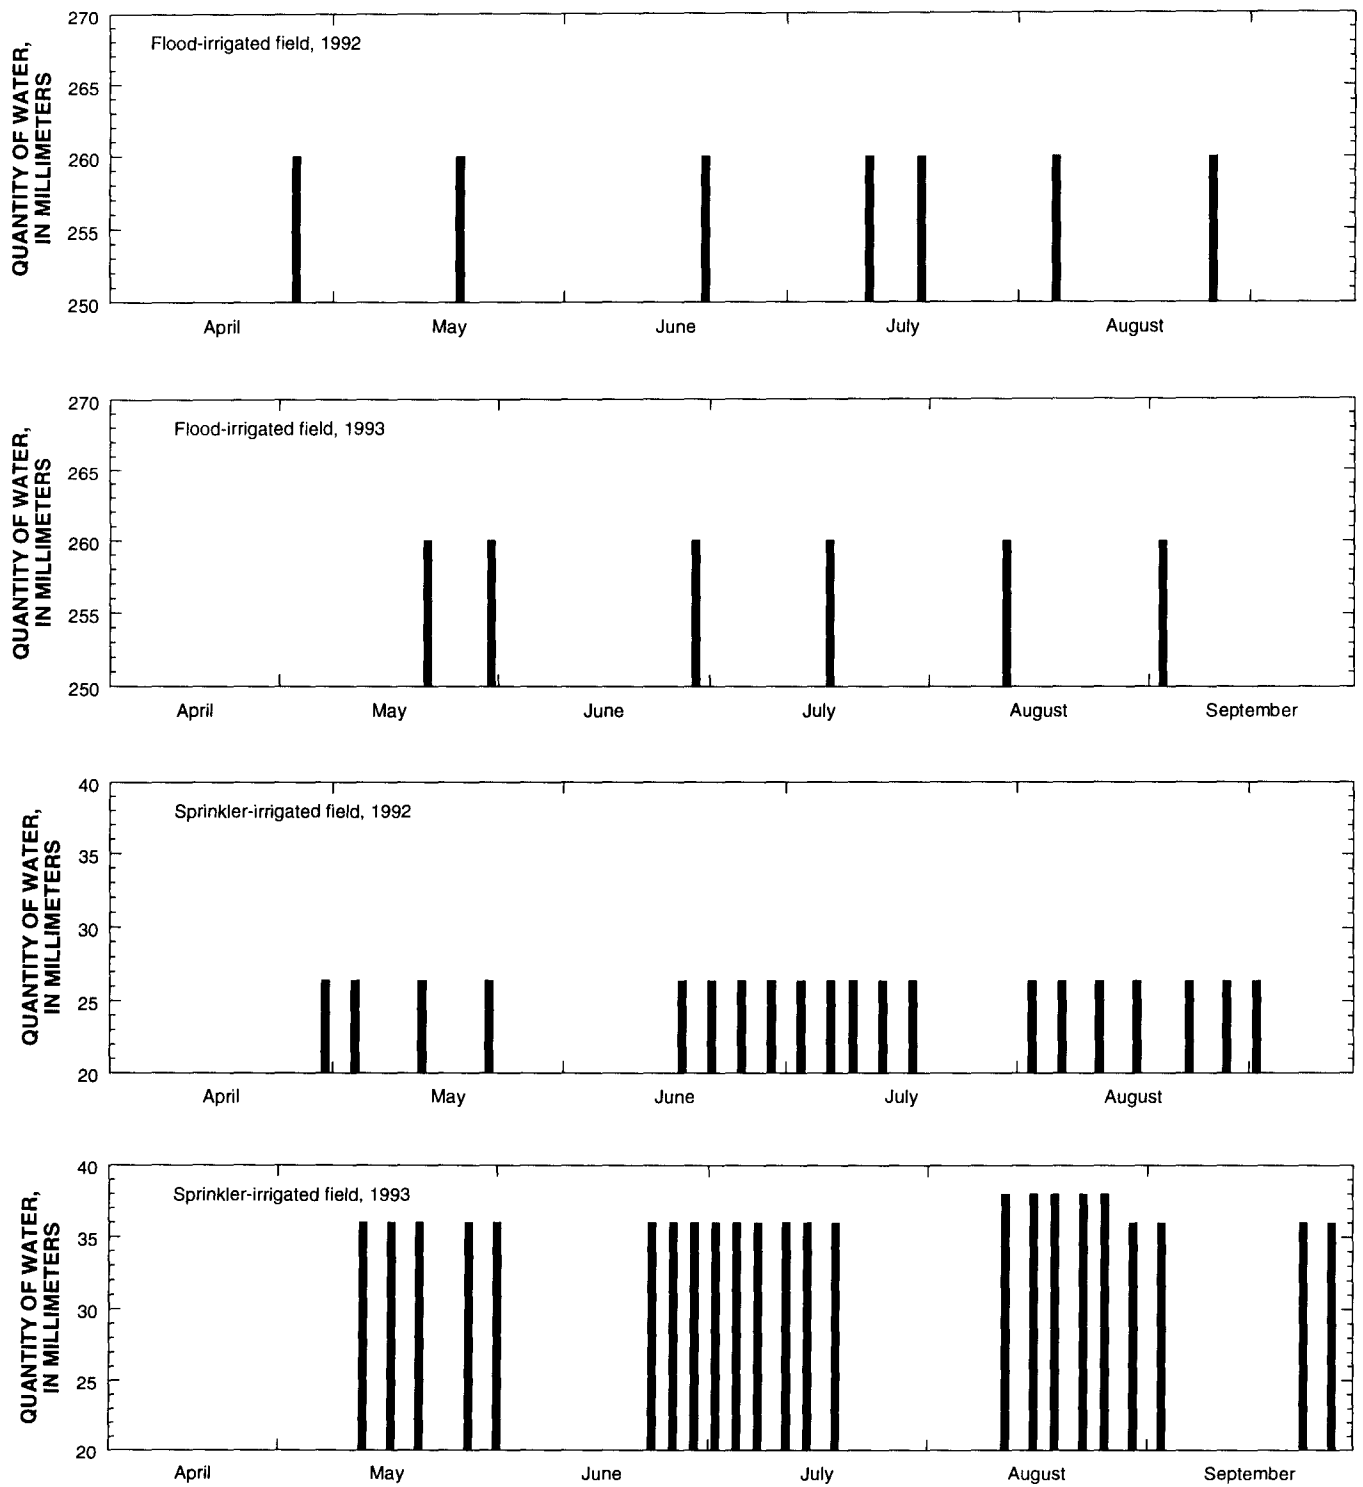 QUANTITY OF WATER,
IN MILLIMETERS
270
265
260
255
250
Flood-irrigated field, 1992
April May June July August
QUANTITY OF WATER,
IN MILLIMETERS
270
265
260
255
250
Flood-irrigated field, 1993
April May June July August September
QUANTITY OF WATER,
IN MILLIMETERS
40
35
30
25
20
Sprinkler-irrigated field, 1992
April May June July August
QUANTITY OF WATER,
IN MILLIMETERS
40
35
30
25
20
Sprinkler-irrigated field, 1993
April May June July August September